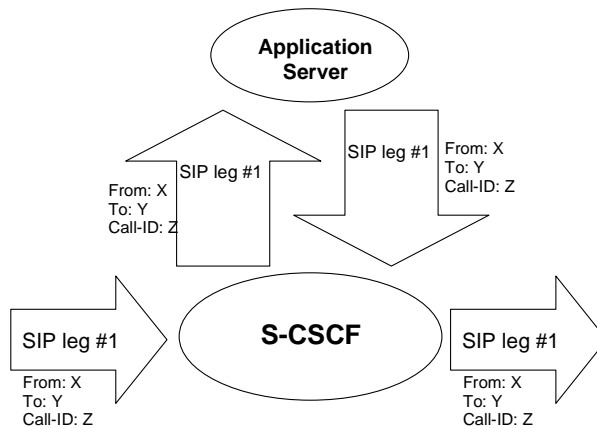 Application
Server
SIP leg #1
From: X
To: Y
Call-ID: Z
SIP leg #1
From: X
To: Y
Call-ID: Z
SIP leg #1
From: X
To: Y
Call-ID: Z
S-CSCF
SIP leg #1
From: X
To: Y
Call-ID: Z